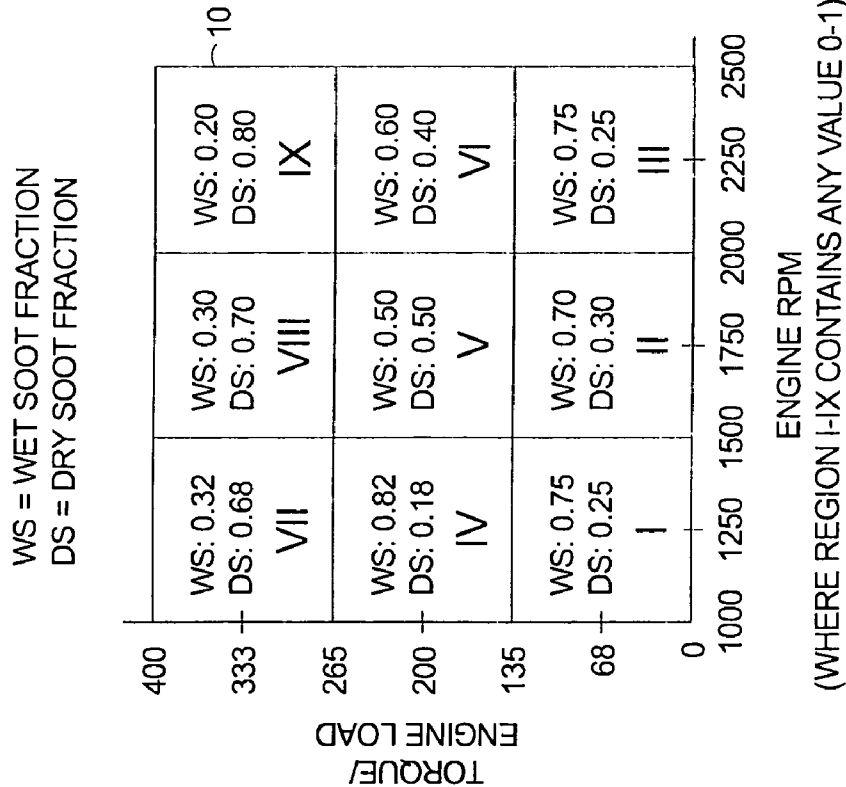 WS = WET SOOT FRACTION
DS = DRY SOOT FRACTION
10
TORQUE/
ENGINE LOAD
400
333
265
200
135
68
0
WS: 0.32
DS: 0.68
VII
WS: 0.30
DS: 0.70
VIIII
WS: 0.20
DS: 0.80
IX
WS: 0.82
DS: 0.18
IV
WS: 0.50
DS: 0.50
V
WS: 0.60
DS: 0.40
VI
WS: 0.75
DS: 0.25
I
WS: 0.70
DS: 0.30
II
WS: 0.75
DS: 0.25
III
1000 1250 1500 1750 2000 2250 2500
ENGINE RPM
(WHERE REGION I-IX CONTAINS ANY VALUE 0-1)